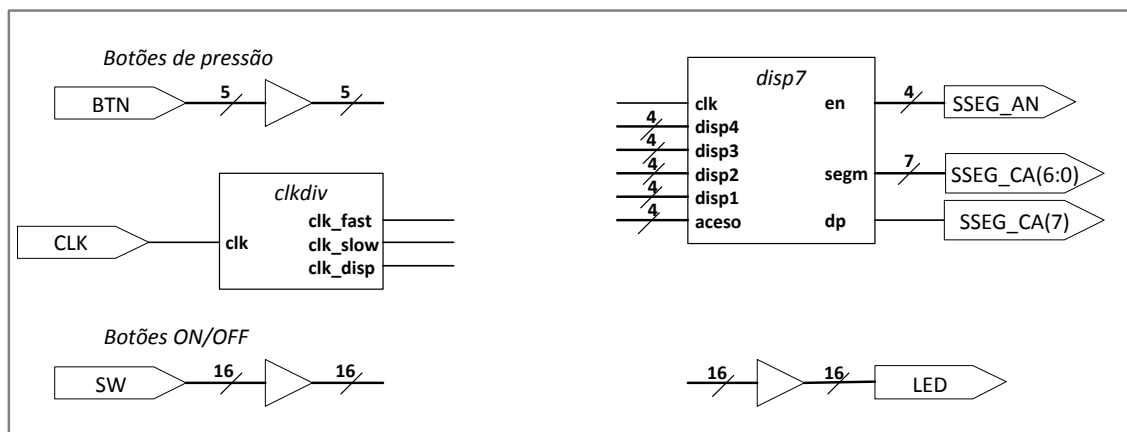 Botões de pressão
BTN
5
5
clkdiv
CLK
clk
clk_fast
clk_slow
clk_disp
Botões ON/OFF
SW
16
16
disp7
clk
4
disp4
4
disp3
4
disp2
4
disp1
4
aceso
en
4
SSEG_AN
segm
7
SSEG_CA(6:0)
dp
SSEG_CA(7)
16
16
LED